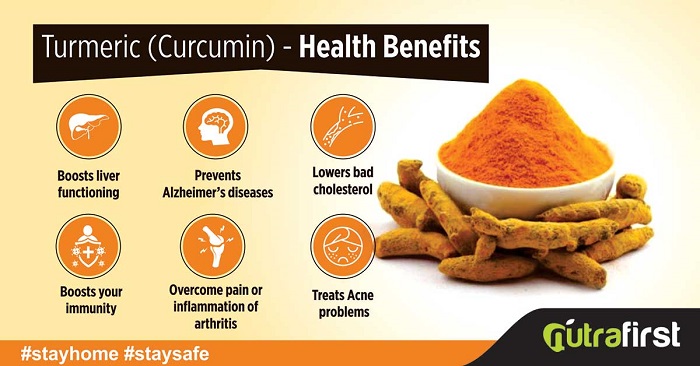 Turmeric (Curcumin) - Health Benefits
Boosts liver
functioning
Prevents
Alzheimer's diseases
Lowers bad
cholesterol
Boosts your
immunity
Overcome pain or
inflammation of
arthritis
Treats Acne
problems
#stayhome #staysafe
nutrafirst